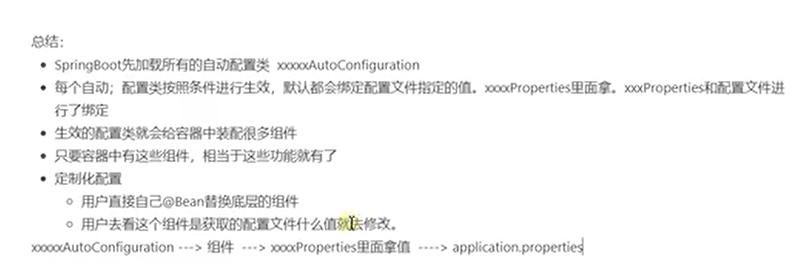 总结：
SpringBoot先加载所有的自动配置类 xxxxxAutoConfiguration
每个自动；配置类按照条件进行生效，默认都会绑定配置文件指定的值。xxxxProperties里面拿。xxxProperties和配置文件进
行了绑定
生效的配置类就会给容器中装配很多组件
只要容器中有这些组件，相当于这些功能就有了
定制化配置
用户直接自己@Bean替换底层的组件
用户去看这个组件是获取的配置文件什么值就去修改。
xxxxxAutoConfiguration ---> 组件 ---> xxxxProperties里面拿值 ----> application.properties